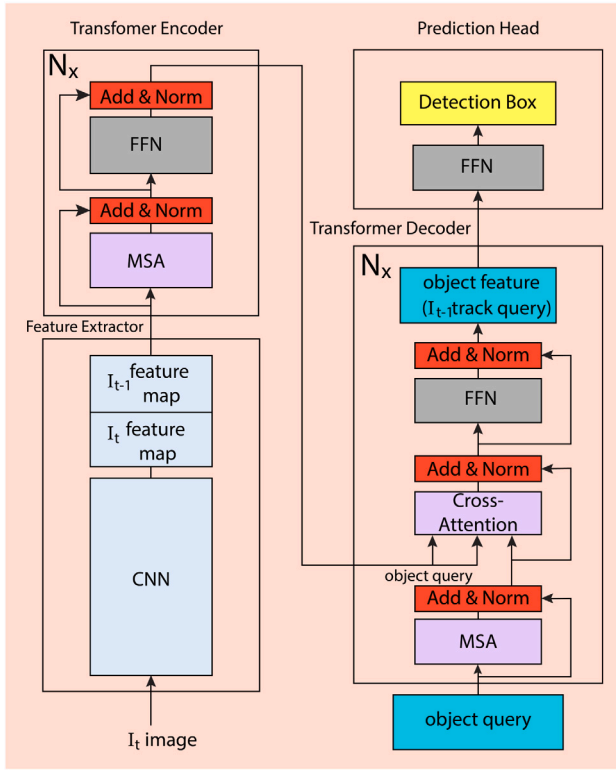 Transfomer Encoder
Nx
Add & Norm
FFN
Add & Norm
MSA
Feature Extractor
It-1 feature
map
It feature
map
CNN
It image
Prediction Head
Detection Box
FFN
Transformer Decoder
Nx
object feature
(It-1 track query)
Add & Norm
FFN
Add & Norm
Cross-
Attention
object query
Add & Norm
MSA
object query